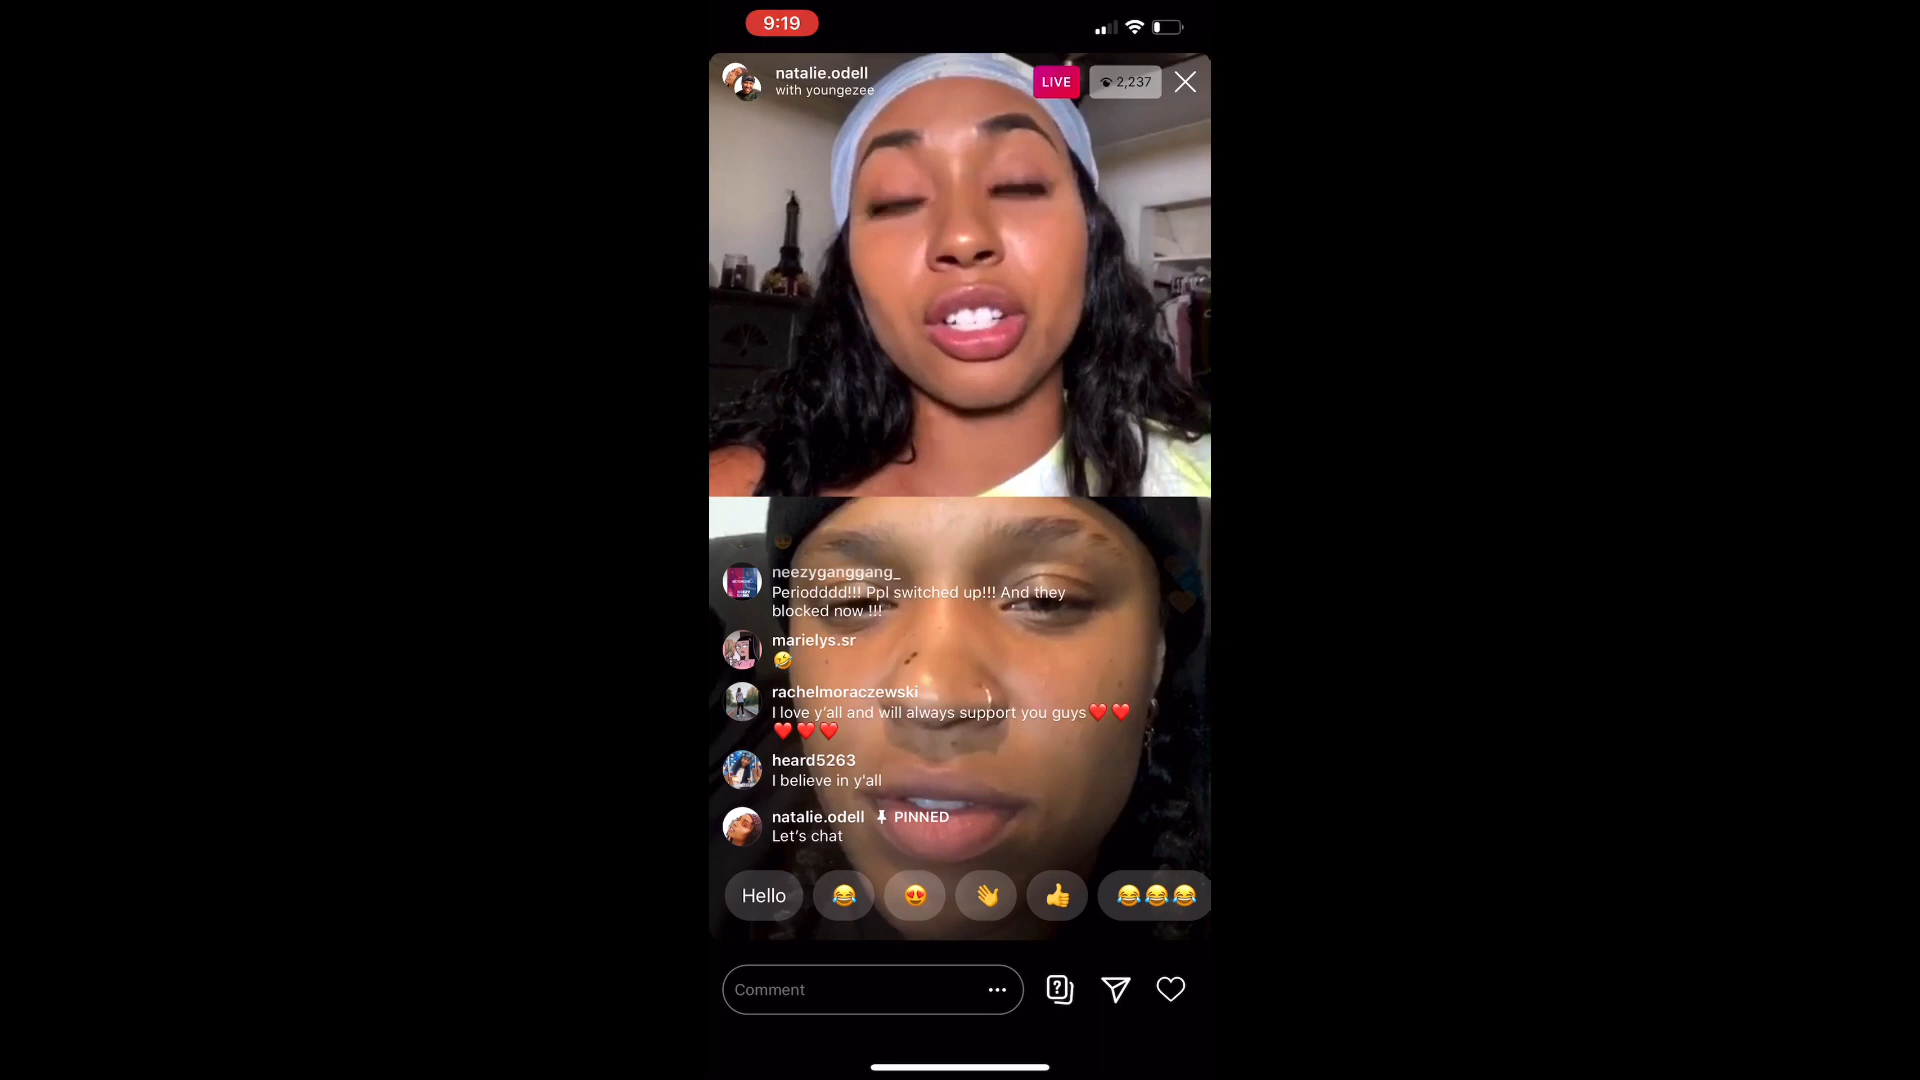 9:19
natalie.odell
with youngezee
LIVE
2,237
neezyganggang_
Periodddd!!! Ppl switched up!!! And they
blocked now !!!
marielys.sr
🤣
rachelmoraczewski
I love y’all and will always support you guys❤️❤️
❤️❤️❤️
heard5263
I believe in y'all
natalie.odell PINNED
Let’s chat
Hello 😂 😍 👋 👍 😂😂😂
Comment